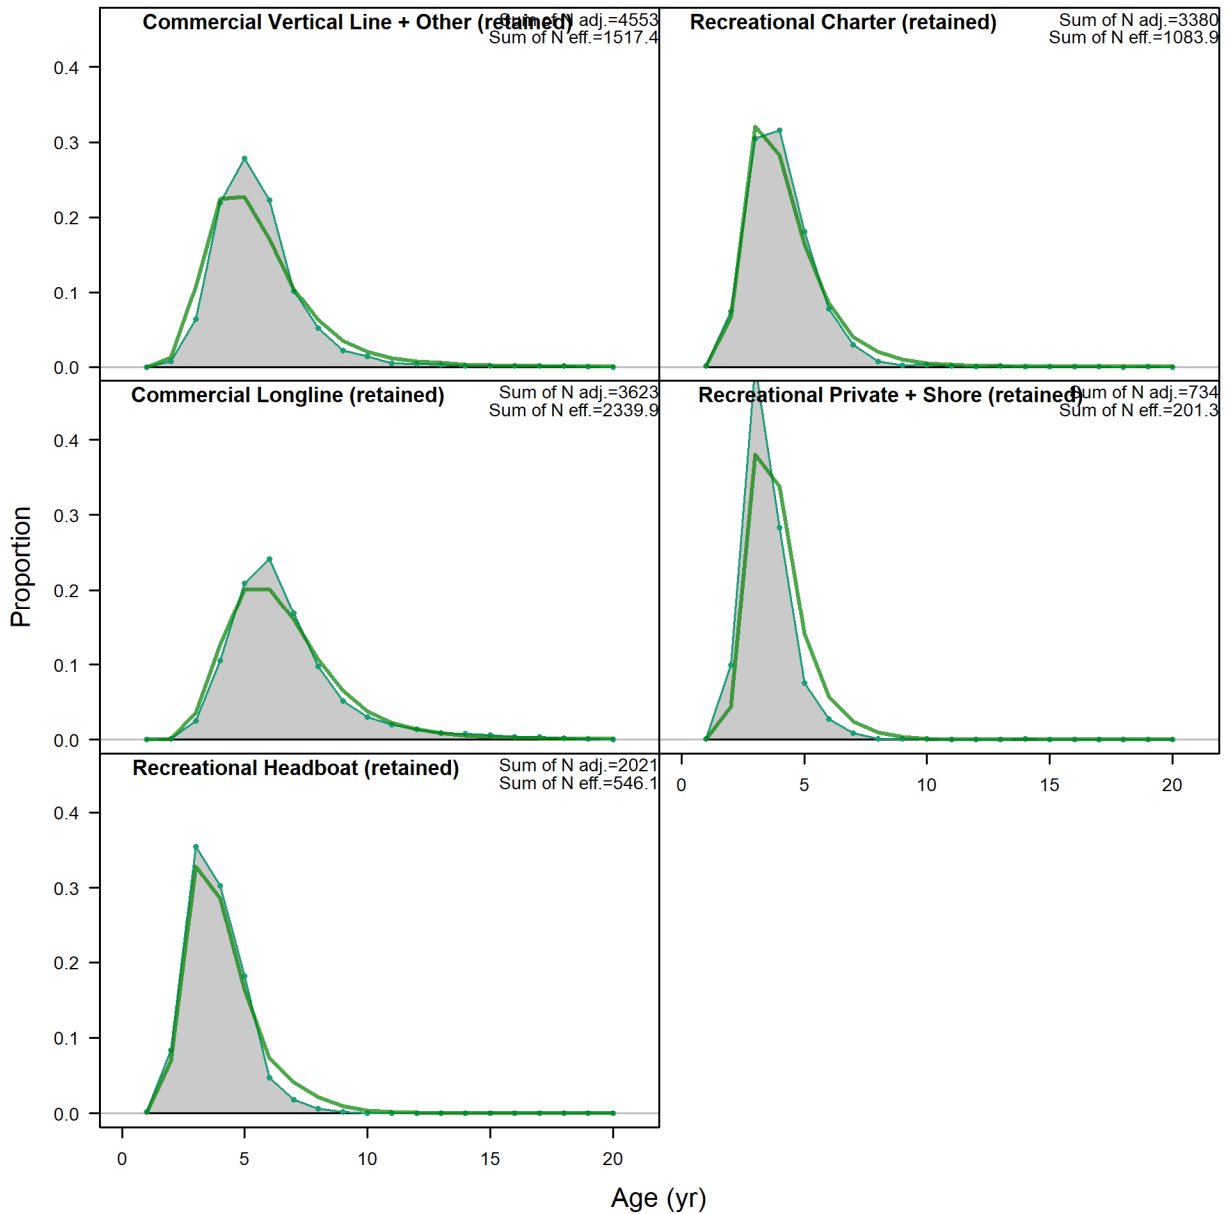 Commercial Vertical Line + Other (retained)
Sum of N adj.=4553
Sum of N eff.=1517.4
0.4
0.3
0.2
0.1
0.0
Recreational Charter (retained)
Sum of N adj.=3380
Sum of N eff.=1083.9
Commercial Longline (retained)
Sum of N adj.=3623
Sum of N eff.=2339.9
0.4
0.3
0.2
0.1
0.0
Recreational Private + Shore (retained)
Sum of N adj.=734
Sum of N eff.=201.3
0 5 10 15 20
Proportion
Recreational Headboat (retained)
Sum of N adj.=2021
Sum of N eff.=546.1
0.4
0.3
0.2
0.1
0.0
0 5 10 15 20
Age (yr)